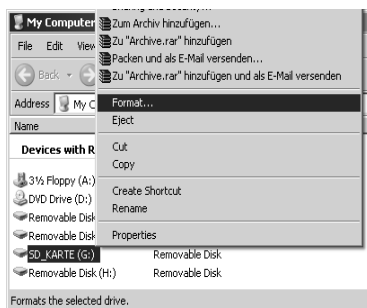 My Computer
File Edit View
Back
Address My C
Name
Devices with R
3½ Floppy (A:)
DVD Drive (D:)
Removable Disk
Removable Disk
SD_KARTE (G:) Removable Disk
Removable Disk (H:) Removable Disk
Formats the selected drive.
Zum Archiv hinzufügen...
Zu "Archive.rar" hinzufügen
Packen und als E-Mail versenden...
Zu "Archive.rar" hinzufügen und als E-Mail versenden
Format...
Eject
Cut
Copy
Create Shortcut
Rename
Properties